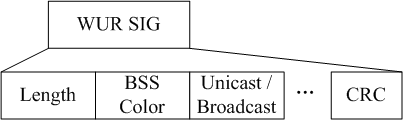 WUR SIG
Length
BSS
Color
Unicast /
Broadcast
...
CRC